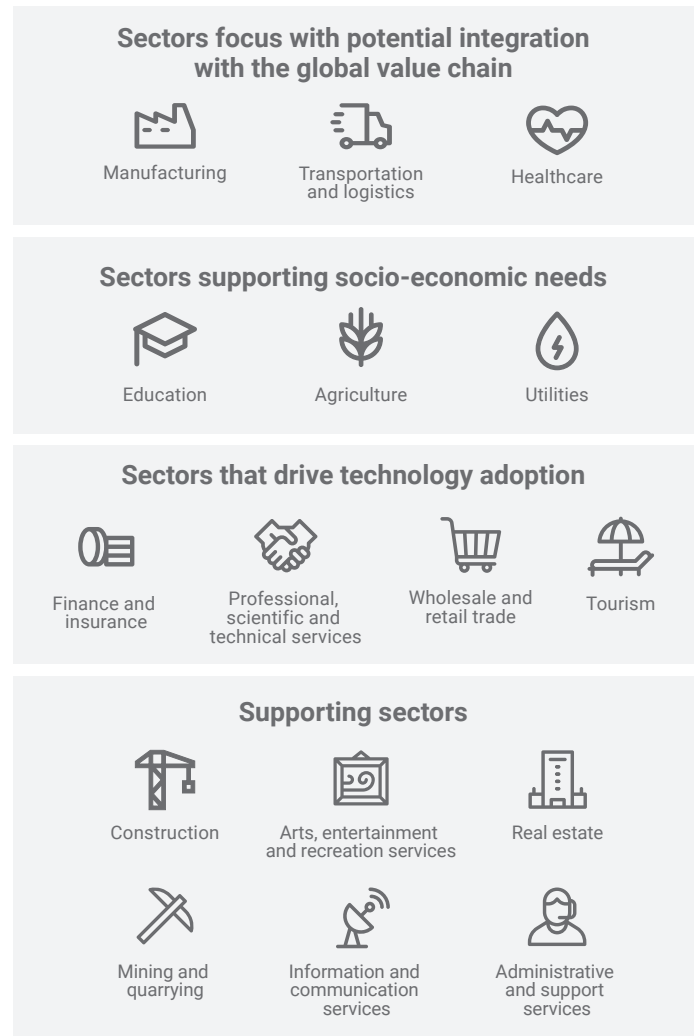 Sectors focus with potential integration
with the global value chain
Manufacturing
Transportation
and logistics
Healthcare
Sectors supporting socio-economic needs
Education
Agriculture
Utilities
Sectors that drive technology adoption
Finance and
insurance
Professional,
scientific and
technical services
Wholesale and
retail trade
Tourism
Supporting sectors
Construction
Arts, entertainment
and recreation services
Real estate
Mining and
quarrying
Information and
communication
services
Administrative
and support
services